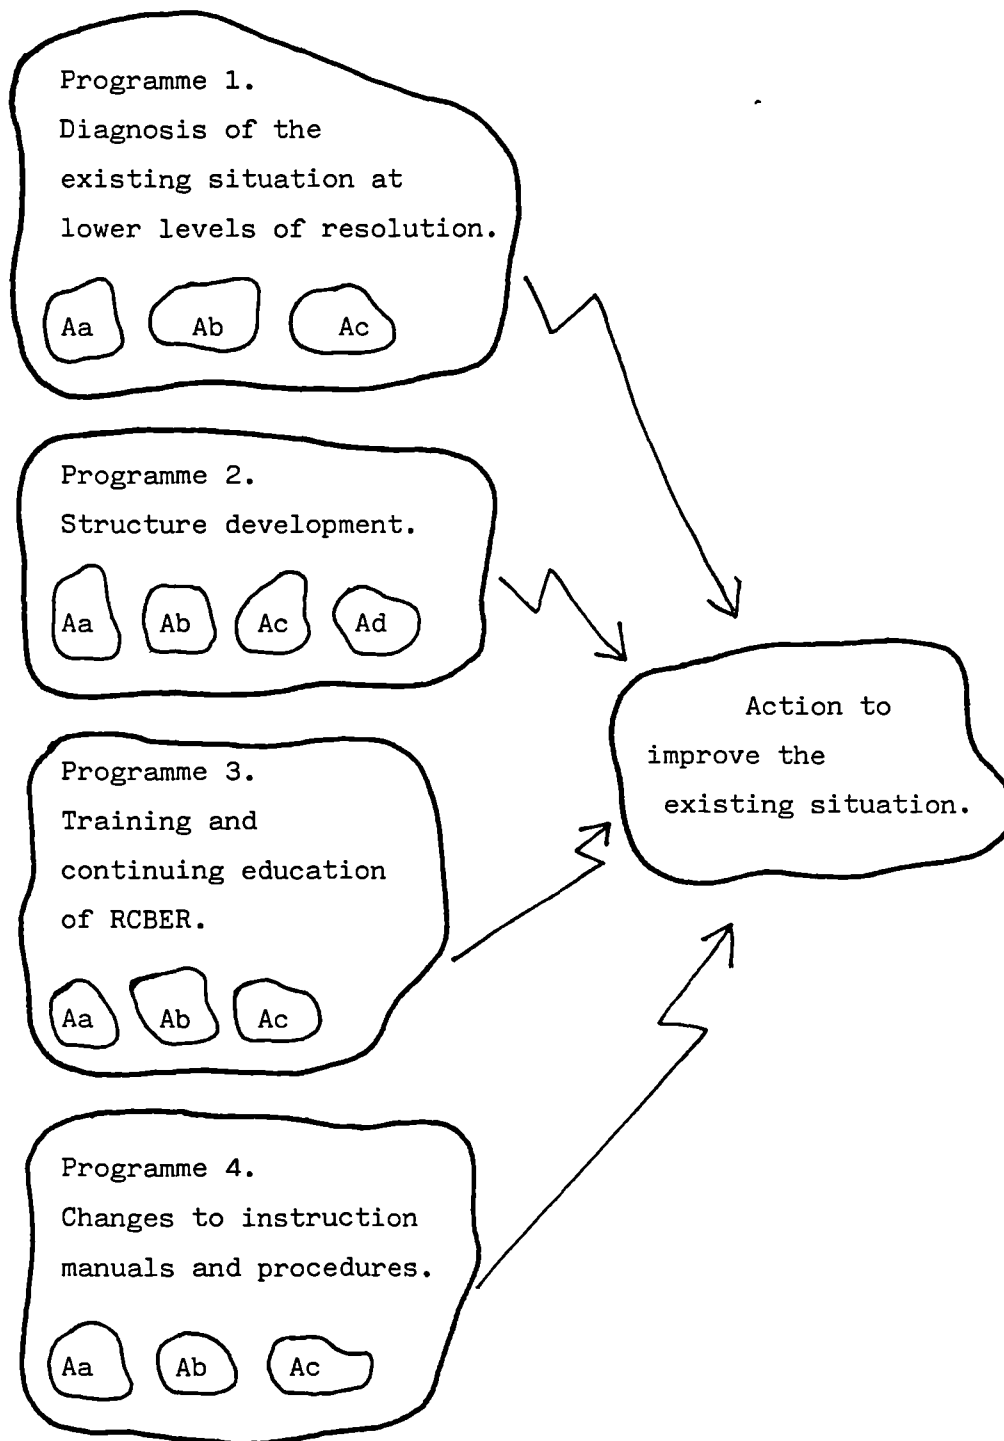 Programme 1.
Diagnosis of the
existing situation at
lower levels of resolution.
Aa Ab Ac
Programme 2.
Structure development.
Aa Ab Ac Ad
Programme 3.
Training and
continuing education
of RCBER.
Aa Ab Ac
Programme 4.
Changes to instruction
manuals and procedures.
Aa Ab Ac
Action to
improve the
existing situation.